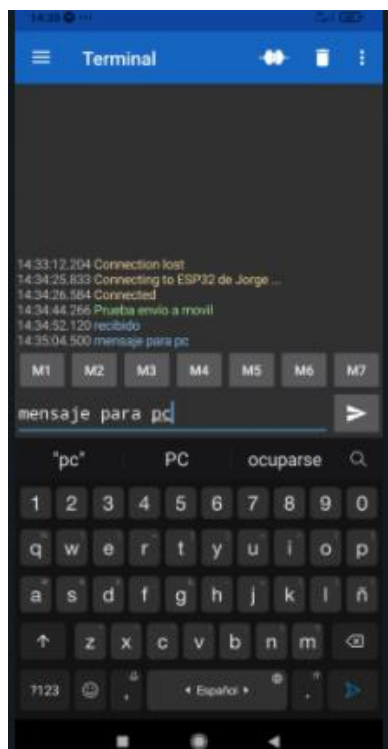 14:35
Terminal
14:33:12.204 Connection lost
14:34:25.833 Connecting to ESP32 de Jorge ...
14:34:26.584 Connected
14:34:44.266 Prueba envio a movil
14:34:52.120 recibido
14:35:04.500 mensaje para pc
M1 M2 M3 M4 M5 M6 M7
mensaje para pc
"pc" PC ocuparse
1 2 3 4 5 6 7 8 9 0
q w e r t y u i o p
a s d f g h j k l ñ
z x c v b n m
?123 , Español .